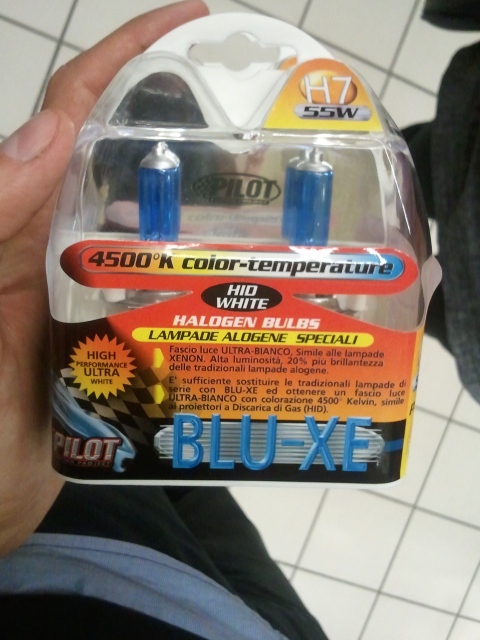 H7
55W
PILOT
4500°K color-temperature
HID
WHITE
HALOGEN BULBS
LAMPADE ALOGENE SPECIALI
HIGH
PERFORMANCE
ULTRA
WHITE
Fascio luce ULTRA-BIANCO, Simile alle lampade
XENON. Alta luminosità, 20% più brillantezza
delle tradizionali lampade alogene.
E' sufficiente sostituire le tradizionali lampade di
serie con BLU-XE ed ottenere un fascio luce
ULTRA-BIANCO con colorazione 4500° Kelvin, simile
ai proiettori a Discarica di Gas (HID).
PILOT
BLU-XE